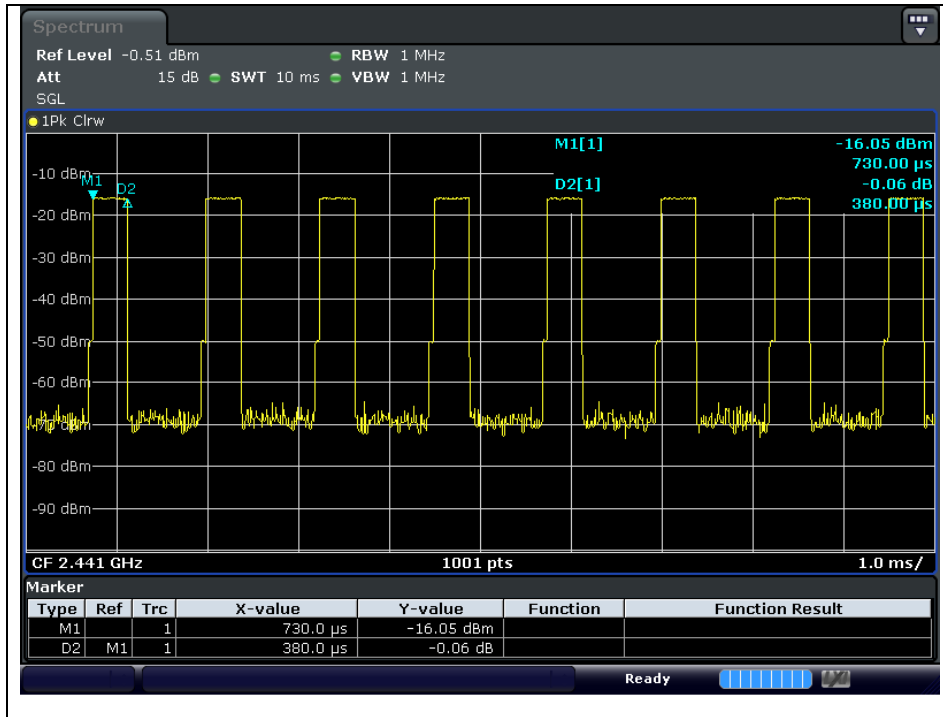 Spectrum
Ref Level -0.51 dBm RBW 1 MHz
Att 15 dB SWT 10 ms VBW 1 MHz
SGL
1Pk Clrw
M1[1] -16.05 dBm
730.00 µs
D2[1] -0.06 dB
380.00 µs
M1
D2
-10 dBm
-20 dBm
-30 dBm
-40 dBm
-50 dBm
-60 dBm
-70 dBm
-80 dBm
-90 dBm
CF 2.441 GHz 1001 pts 1.0 ms/
Marker
Type Ref Trc X-value Y-value Function Function Result
M1 1 730.0 µs -16.05 dBm
D2 M1 1 380.0 µs -0.06 dB
Ready